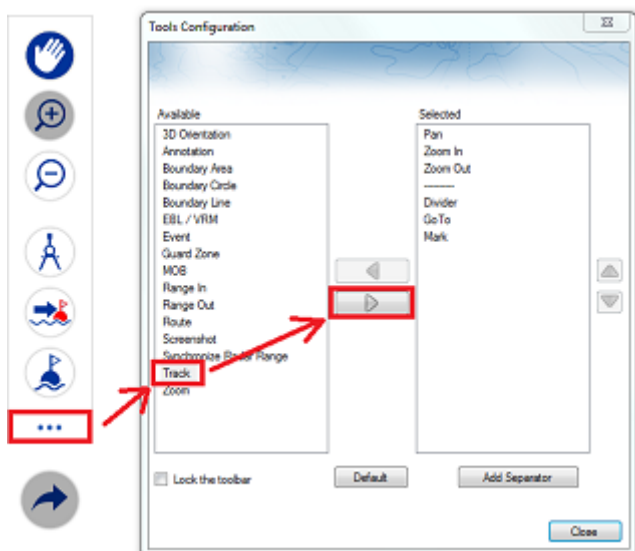 Tools Configuration
Available
3D Orientation
Annotation
Boundary Area
Boundary Circle
Boundary Line
EBL / VRM
Event
Guard Zone
MOB
Range In
Range Out
Route
Screenshot
Synchronize Radar Range
Track
Zoom
Selected
Pan
Zoom In
Zoom Out
----------
Divider
GoTo
Mark
Lock the toolbar
Default
Add Separator
Close